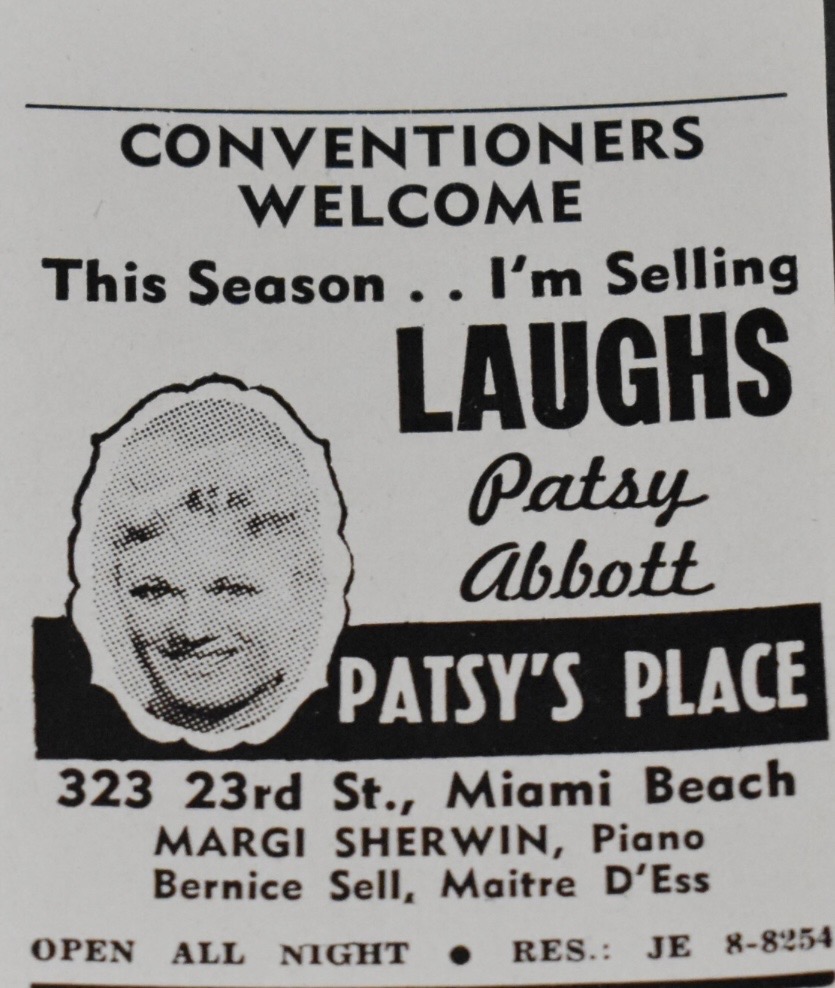 CONVENTIONERS
WELCOME
This Season . . I'm Selling
LAUGHS
Patsy
Abbott
PATSY'S PLACE
323 23rd St., Miami Beach
MARGI SHERWIN, Piano
Bernice Sell, Maitre D'Ess
OPEN ALL NIGHT • RES.: JE 8-8254